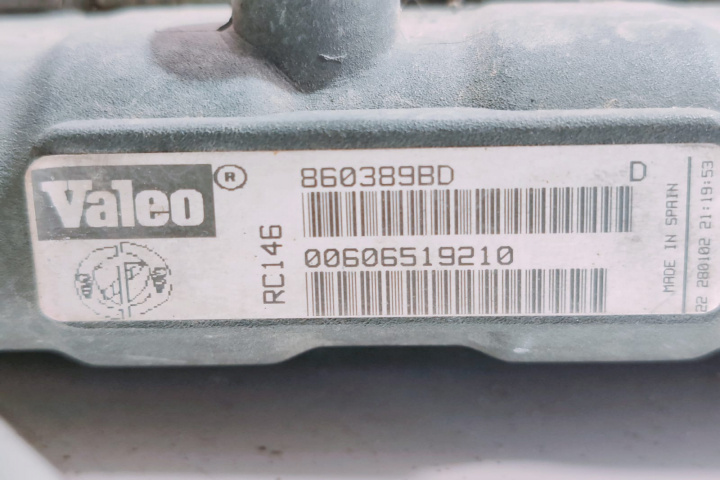 Valeo®
860389BD D
RC146
00606519210
MADE IN SPAIN
22 280102 21:19:53